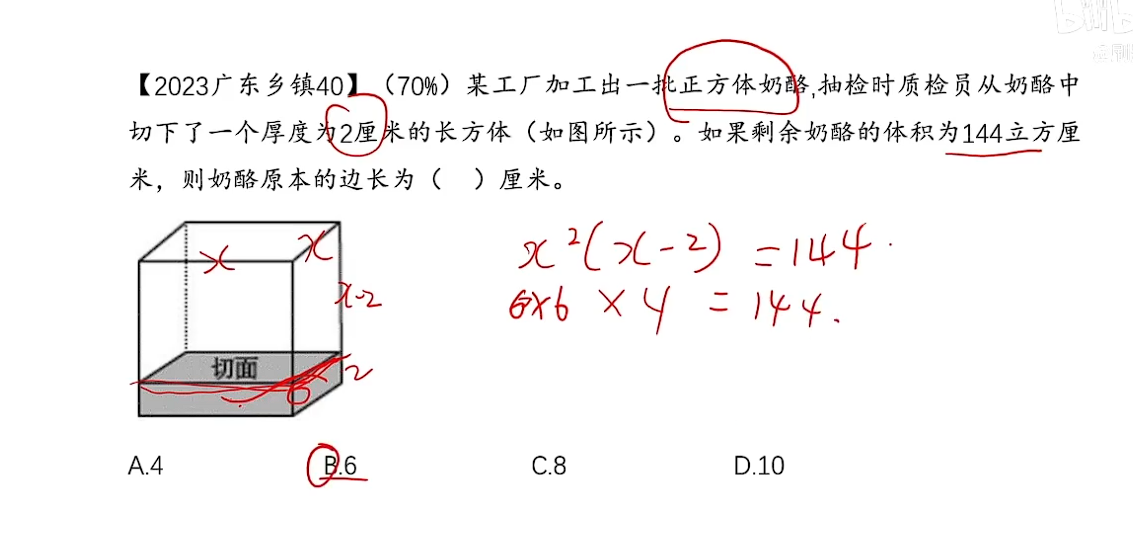 bilibili
【2023广东乡镇40】（70%）某工厂加工出一批正方体奶酪,抽检时质检员从奶酪中
切下了一个厚度为2厘米的长方体（如图所示）。如果剩余奶酪的体积为144立方厘
米，则奶酪原本的边长为（ ）厘米。
x x
x-2
x²(x-2) =144.
6×6 × 4 = 144.
切面 2
6
A.4 B.6 C.8 D.10